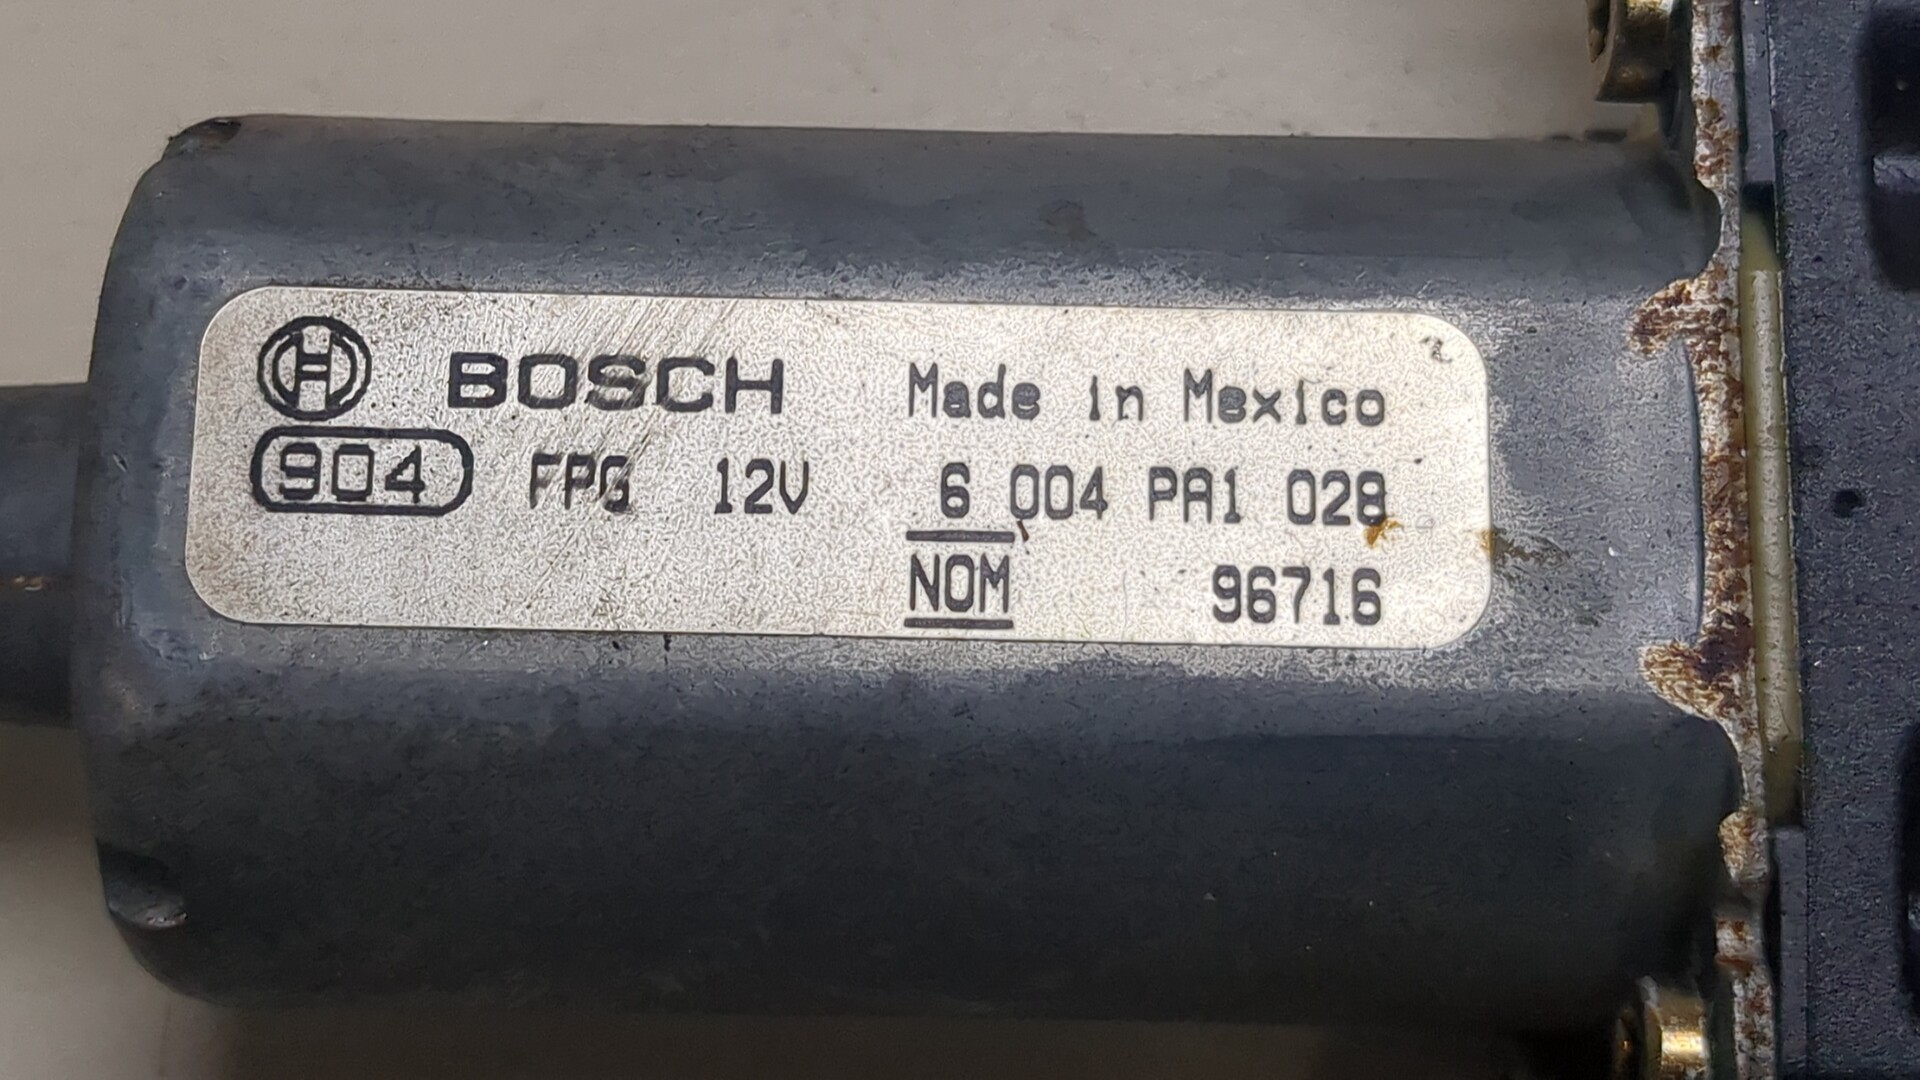 BOSCH Made in Mexico
904 FPG 12V 6 004 PA1 028
NOM 96716